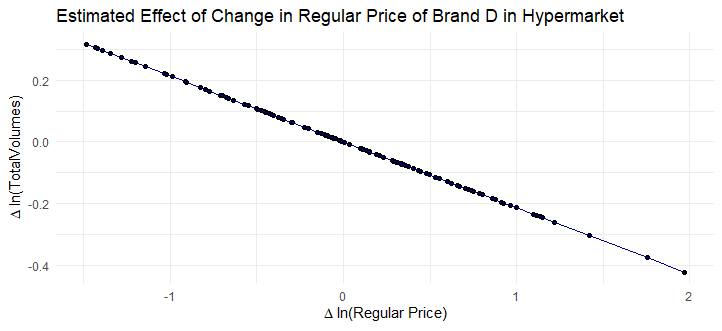 Estimated Effect of Change in Regular Price of Brand D in Hypermarket
Δ ln(TotalVolumes)
0.2
0.0
-0.2
-0.4
-1
0
1
2
Δ ln(Regular Price)